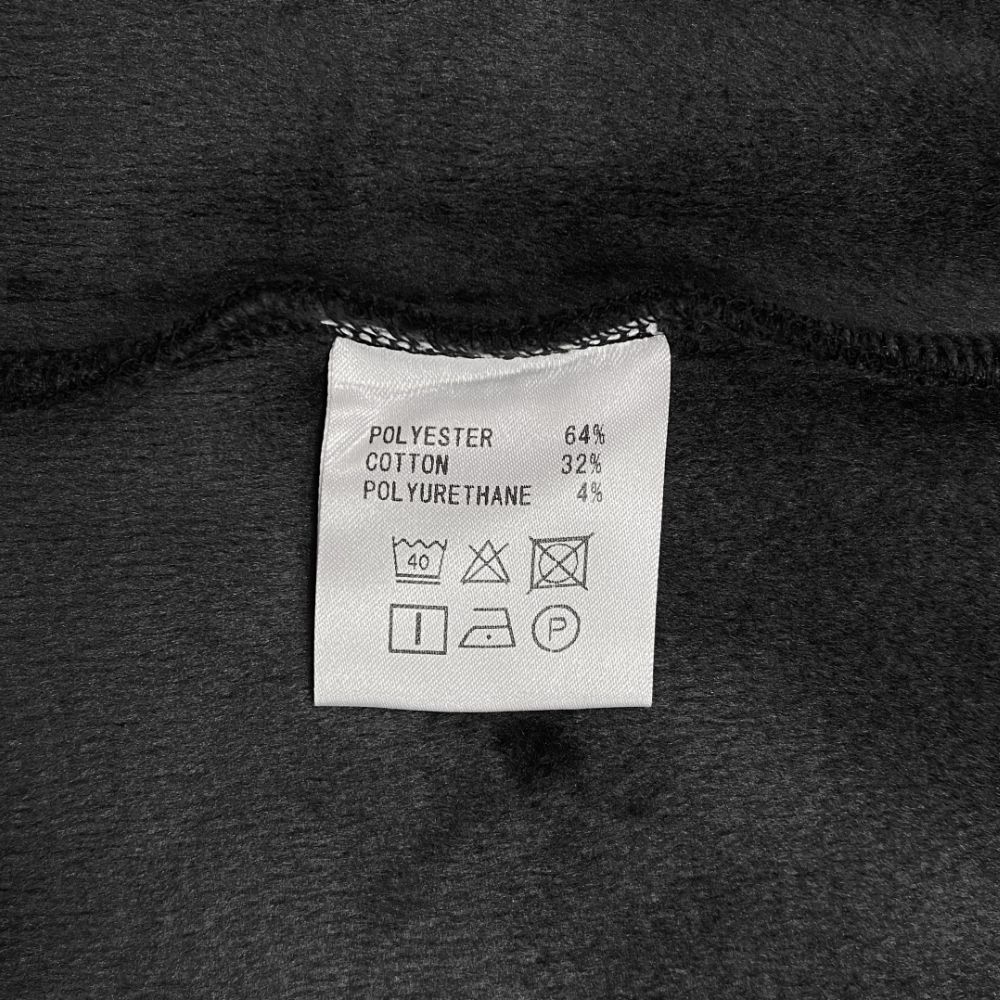 POLYESTER 64%
COTTON 32%
POLYURETHANE 4%
40
P